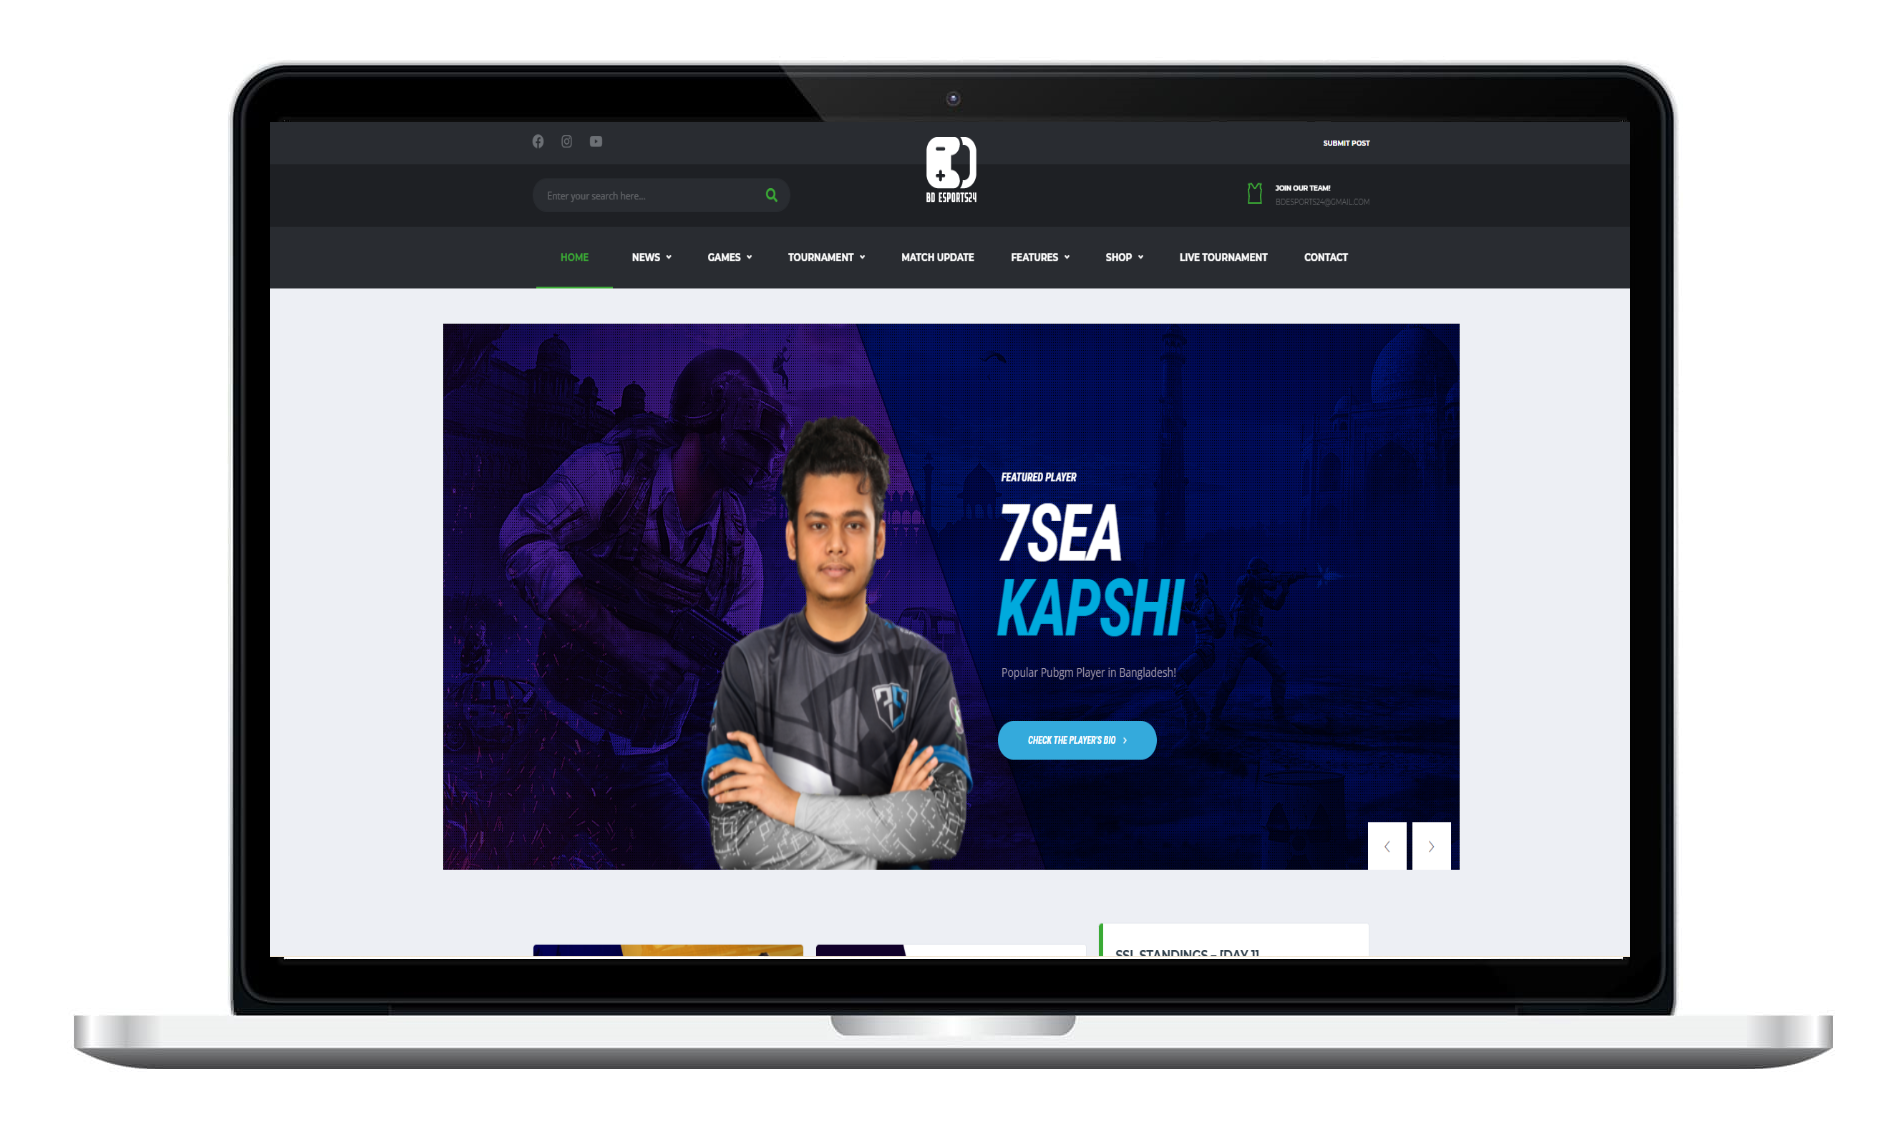 SUBMIT POST
BD ESPORTS24
Enter your search here...
JOIN OUR TEAM!
BDESPORTS24@GMAIL.COM
HOME NEWS GAMES TOURNAMENT MATCH UPDATE FEATURES SHOP LIVE TOURNAMENT CONTACT
FEATURED PLAYER
7SEA
KAPSHI
Popular Pubgm Player in Bangladesh!
CHECK THE PLAYER'S BIO
SSL STANDINGS - [DAY 1]